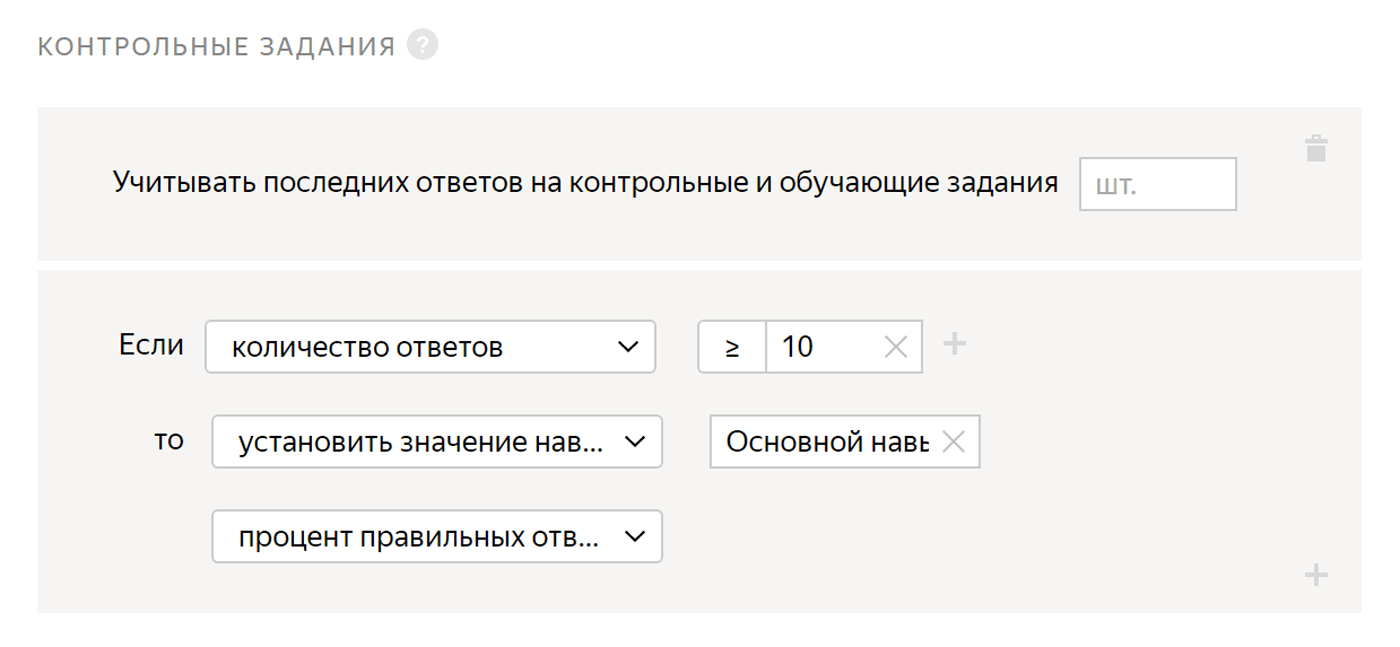 КОНТРОЛЬНЫЕ ЗАДАНИЯ ?
Учитывать последних ответов на контрольные и обучающие задания шт.
Если количество ответов ≥ 10
то установить значение нав... Основной навы
процент правильных отв...